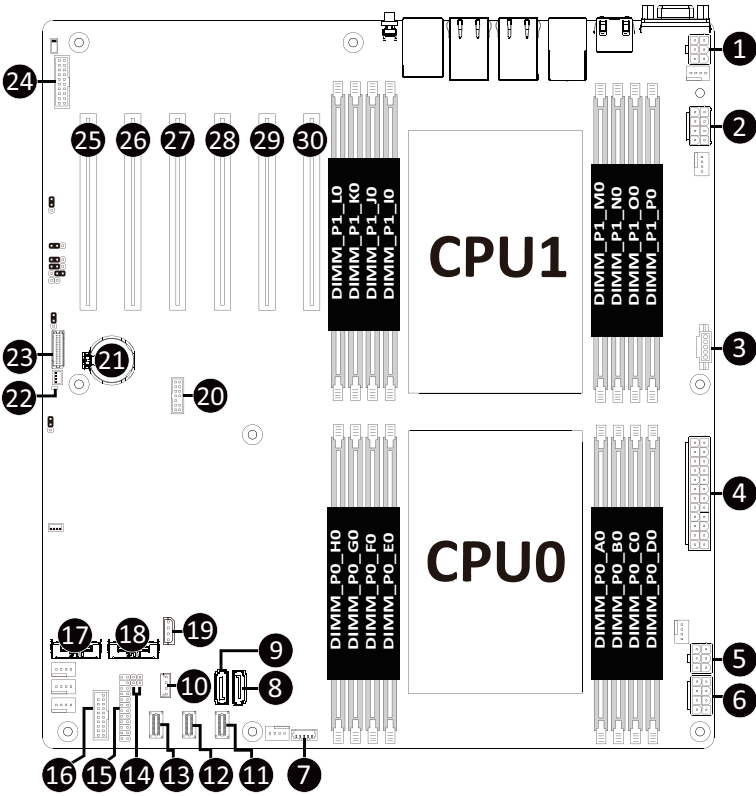 1
24
2
25
26
27
28
29
30
DIMM_P1_L0
DIMM_P1_K0
DIMM_P1_J0
DIMM_P1_I0
CPU1
DIMM_P1_M0
DIMM_P1_N0
DIMM_P1_O0
DIMM_P1_P0
3
23
21
22
20
4
DIMM_P0_H0
DIMM_P0_G0
DIMM_P0_F0
DIMM_P0_E0
CPU0
DIMM_P0_A0
DIMM_P0_B0
DIMM_P0_C0
DIMM_P0_D0
17
18
19
9
5
10
8
6
16
15
14
13
12
11
7